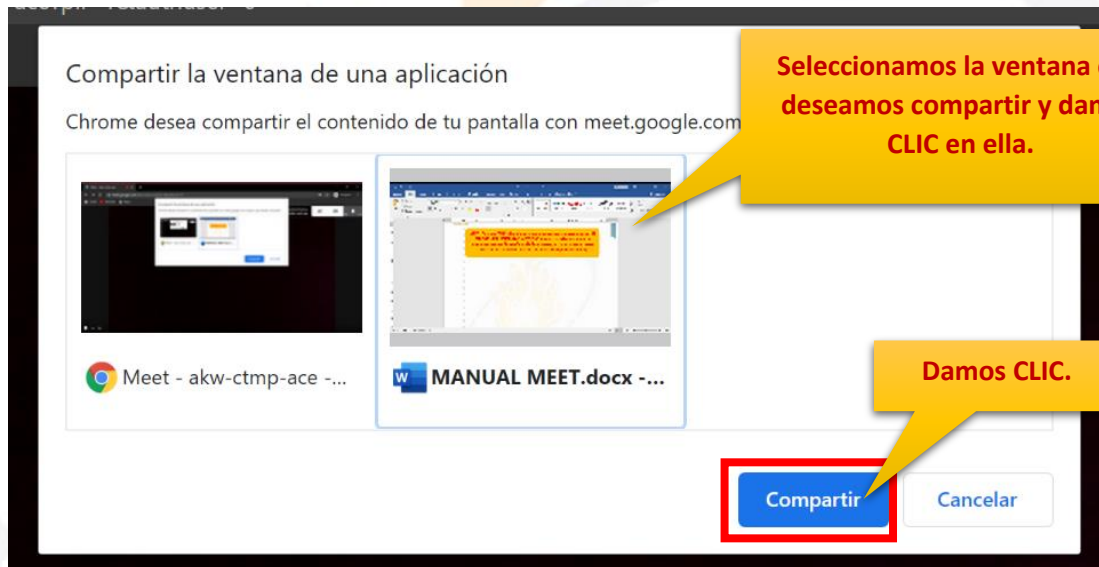 Compartir la ventana de una aplicación
Chrome desea compartir el contenido de tu pantalla con meet.google.com
Seleccionamos la ventana
deseamos compartir y
CLIC en ella.
Meet - akw-ctmp-ace -...
MANUAL MEET.docx -...
Damos CLIC.
Compartir
Cancelar